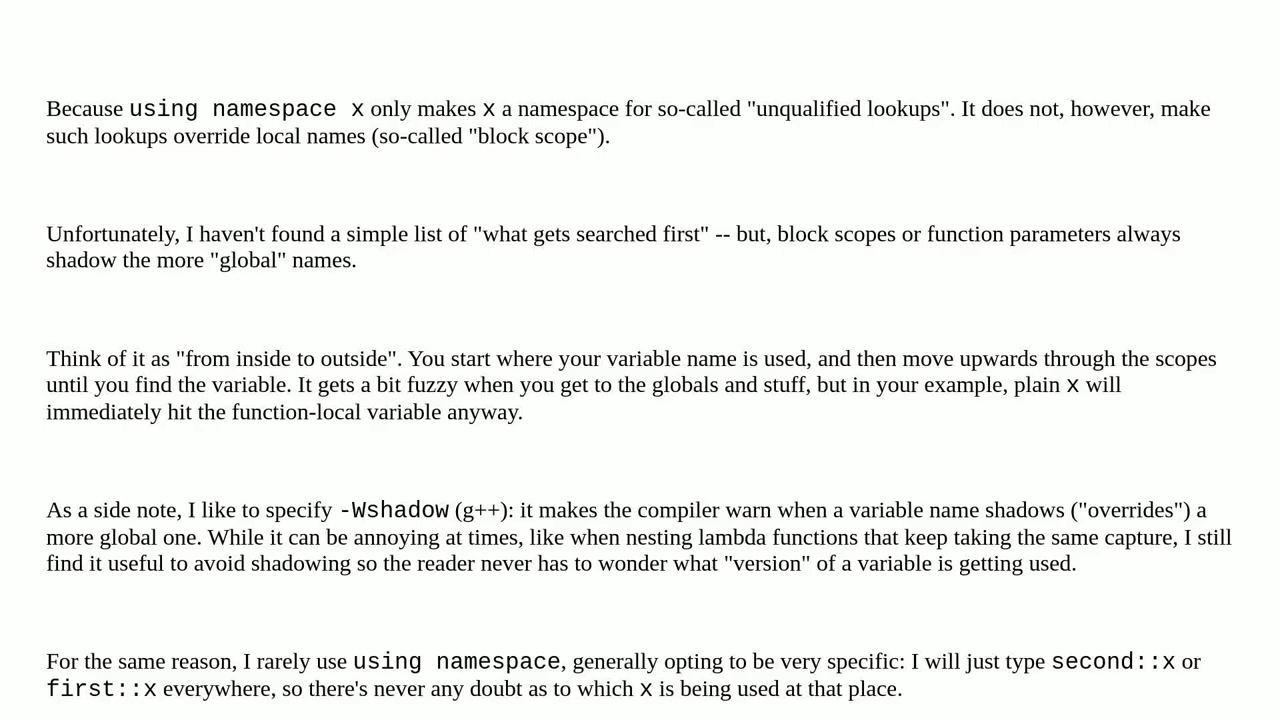 Because using namespace x only makes x a namespace for so-called "unqualified lookups". It does not, however, make
such lookups override local names (so-called "block scope").
Unfortunately, I haven't found a simple list of "what gets searched first" -- but, block scopes or function parameters always
shadow the more "global" names.
Think of it as "from inside to outside". You start where your variable name is used, and then move upwards through the scopes
until you find the variable. It gets a bit fuzzy when you get to the globals and stuff, but in your example, plain x will
immediately hit the function-local variable anyway.
As a side note, I like to specify -Wshadow (g++): it makes the compiler warn when a variable name shadows ("overrides") a
more global one. While it can be annoying at times, like when nesting lambda functions that keep taking the same capture, I still
find it useful to avoid shadowing so the reader never has to wonder what "version" of a variable is getting used.
For the same reason, I rarely use using namespace, generally opting to be very specific: I will just type second::x or
first::x everywhere, so there's never any doubt as to which x is being used at that place.